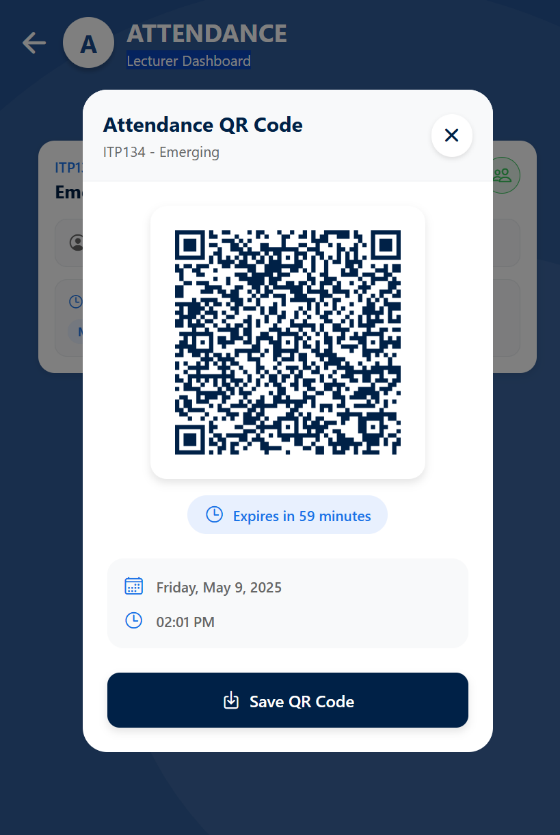 A
ATTENDANCE
Lecturer Dashboard
Attendance QR Code
ITP134 - Emerging
Expires in 59 minutes
Friday, May 9, 2025
02:01 PM
Save QR Code